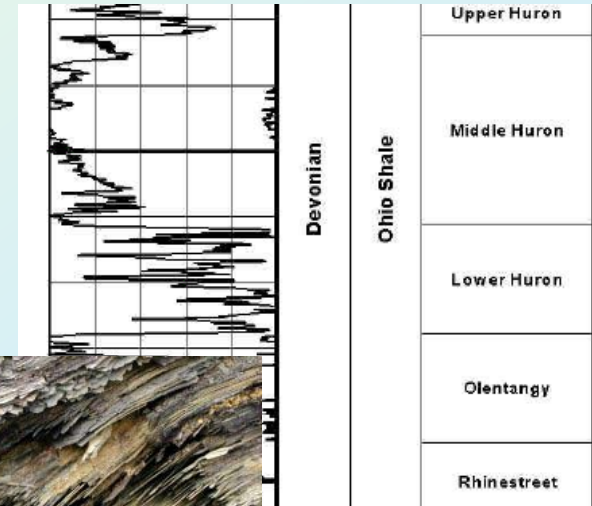 Upper Huron
Middle Huron
Devonian
Ohio Shale
Lower Huron
Olentangy
Rhinestreet